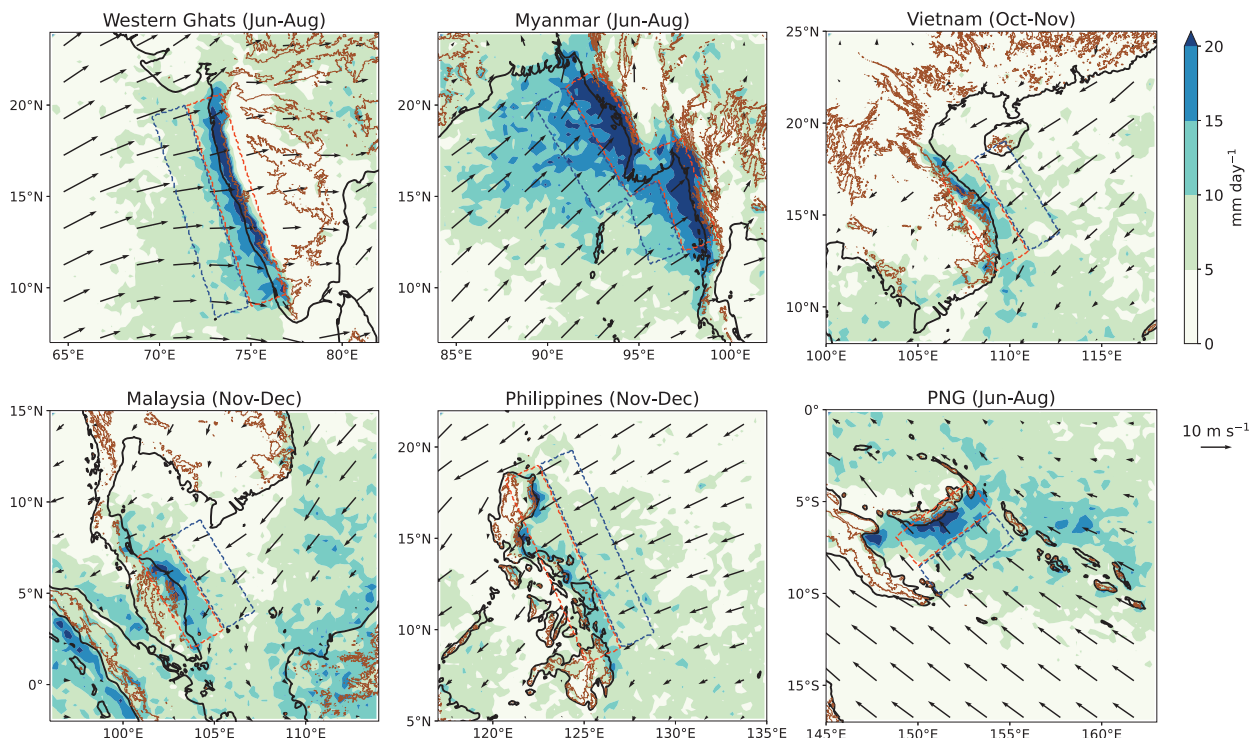 Western Ghats (Jun-Aug)
Myanmar (Jun-Aug)
Vietnam (Oct-Nov)
20°N
15°N
10°N
65°E
70°E
75°E
80°E
20°N
15°N
10°N
85°E
90°E
95°E
100°E
25°N
20°N
15°N
10°N
100°E
105°E
110°E
115°E
20
15
10
5
0
mm day⁻¹
Malaysia (Nov-Dec)
Philippines (Nov-Dec)
PNG (Jun-Aug)
15°N
10°N
5°N
0°
100°E
105°E
110°E
20°N
15°N
10°N
5°N
120°E
125°E
130°E
135°E
0°
5°S
10°S
15°S
145°E
150°E
155°E
160°E
10 m s⁻¹